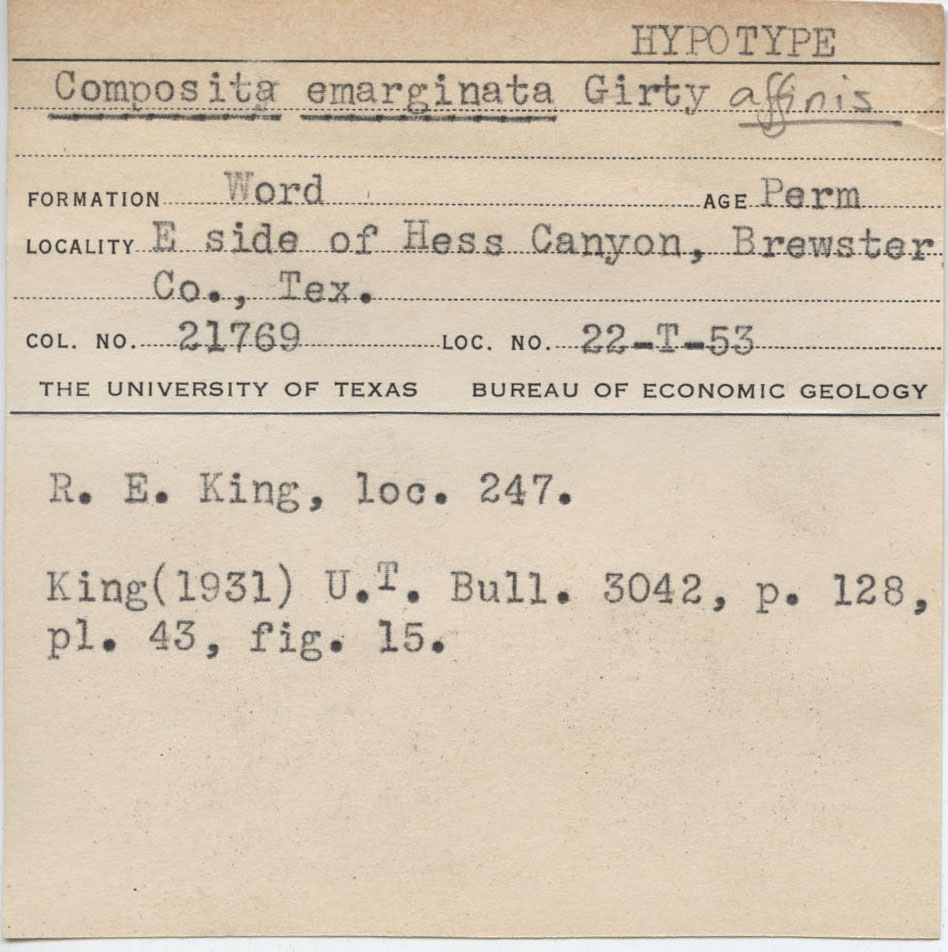 HYPOTYPE
Composita emarginata Girty affinis
FORMATION Word AGE Perm
LOCALITY E side of Hess Canyon, Brewster
Co., Tex.
COL. NO. 21769 LOC. NO. 22-T-53
THE UNIVERSITY OF TEXAS BUREAU OF ECONOMIC GEOLOGY
R. E. King, loc. 247.
King(1931) U.T. Bull. 3042, p. 128,
pl. 43, fig. 15.